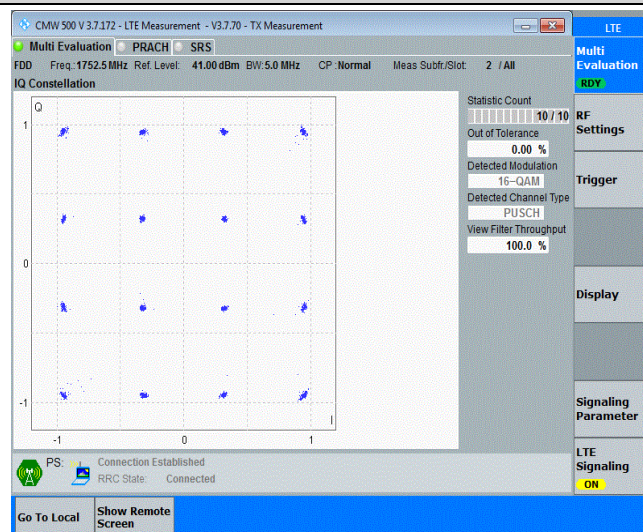 CMW 500 V 3.7.172 - LTE Measurement - V3.7.70 - TX Measurement
LTE
Multi Evaluation PRACH SRS
Multi
Evaluation
RDY
FDD Freq.:1752.5 MHz Ref. Level: 41.00 dBm BW:5.0 MHz CP :Normal Meas Subfr./Slot: 2 / All
IQ Constellation
Q
1
0
-1
-1 0 1
I
Statistic Count
10 / 10
Out of Tolerance
0.00 %
Detected Modulation
16-QAM
Detected Channel Type
PUSCH
View Filter Throughput
100.0 %
RF
Settings
Trigger
Display
Signaling
Parameter
LTE
Signaling
ON
PS: Connection Established
RRC State: Connected
Go To Local
Show Remote
Screen